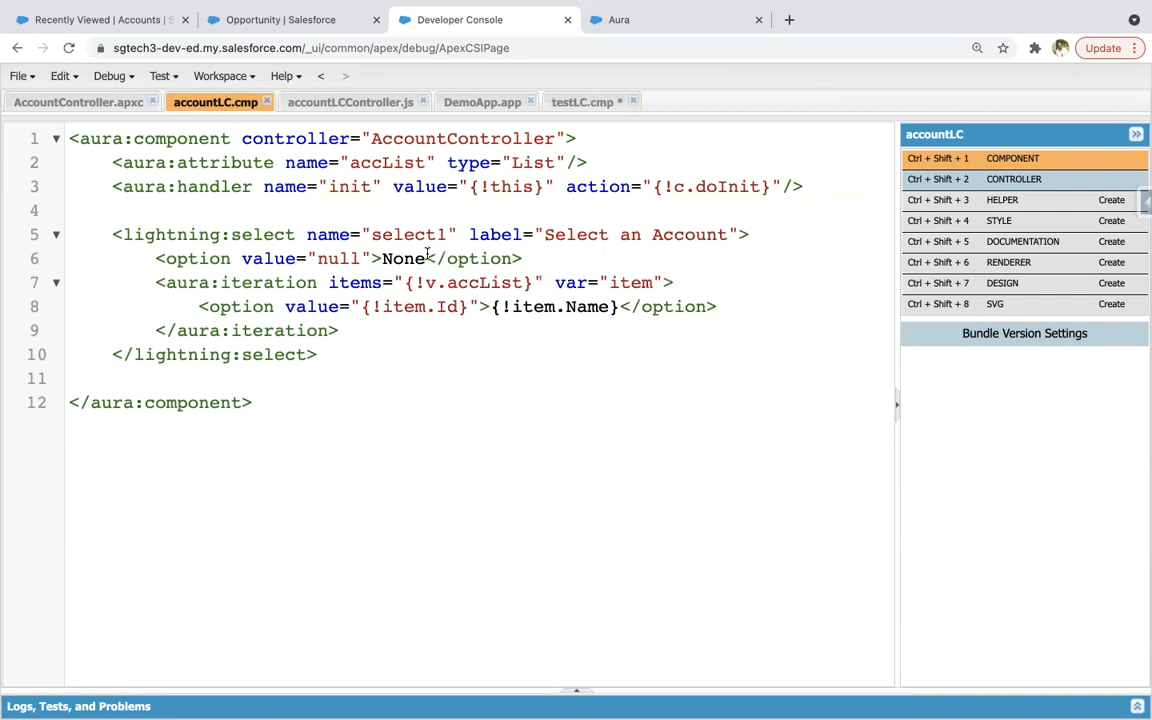 Recently Viewed | Accounts | S
Opportunity | Salesforce
Developer Console
Aura
sgtech3-dev-ed.my.salesforce.com/_ui/common/apex/debug/ApexCSIPage
Update
File
Edit
Debug
Test
Workspace
Help
<
>
AccountController.apxc
accountLC.cmp
accountLCController.js
DemoApp.app
testLC.cmp *
1 <aura:component controller="AccountController">
2 <aura:attribute name="accList" type="List"/>
3 <aura:handler name="init" value="{!this}" action="{!c.doInit}"/>
4
5 <lightning:select name="select1" label="Select an Account">
6 <option value="null">None</option>
7 <aura:iteration items="{!v.accList}" var="item">
8 <option value="{!item.Id}">{!item.Name}</option>
9 </aura:iteration>
10 </lightning:select>
11
12 </aura:component>
accountLC
Ctrl + Shift + 1 COMPONENT
Ctrl + Shift + 2 CONTROLLER
Ctrl + Shift + 3 HELPER Create
Ctrl + Shift + 4 STYLE Create
Ctrl + Shift + 5 DOCUMENTATION Create
Ctrl + Shift + 6 RENDERER Create
Ctrl + Shift + 7 DESIGN Create
Ctrl + Shift + 8 SVG Create
Bundle Version Settings
Logs, Tests, and Problems